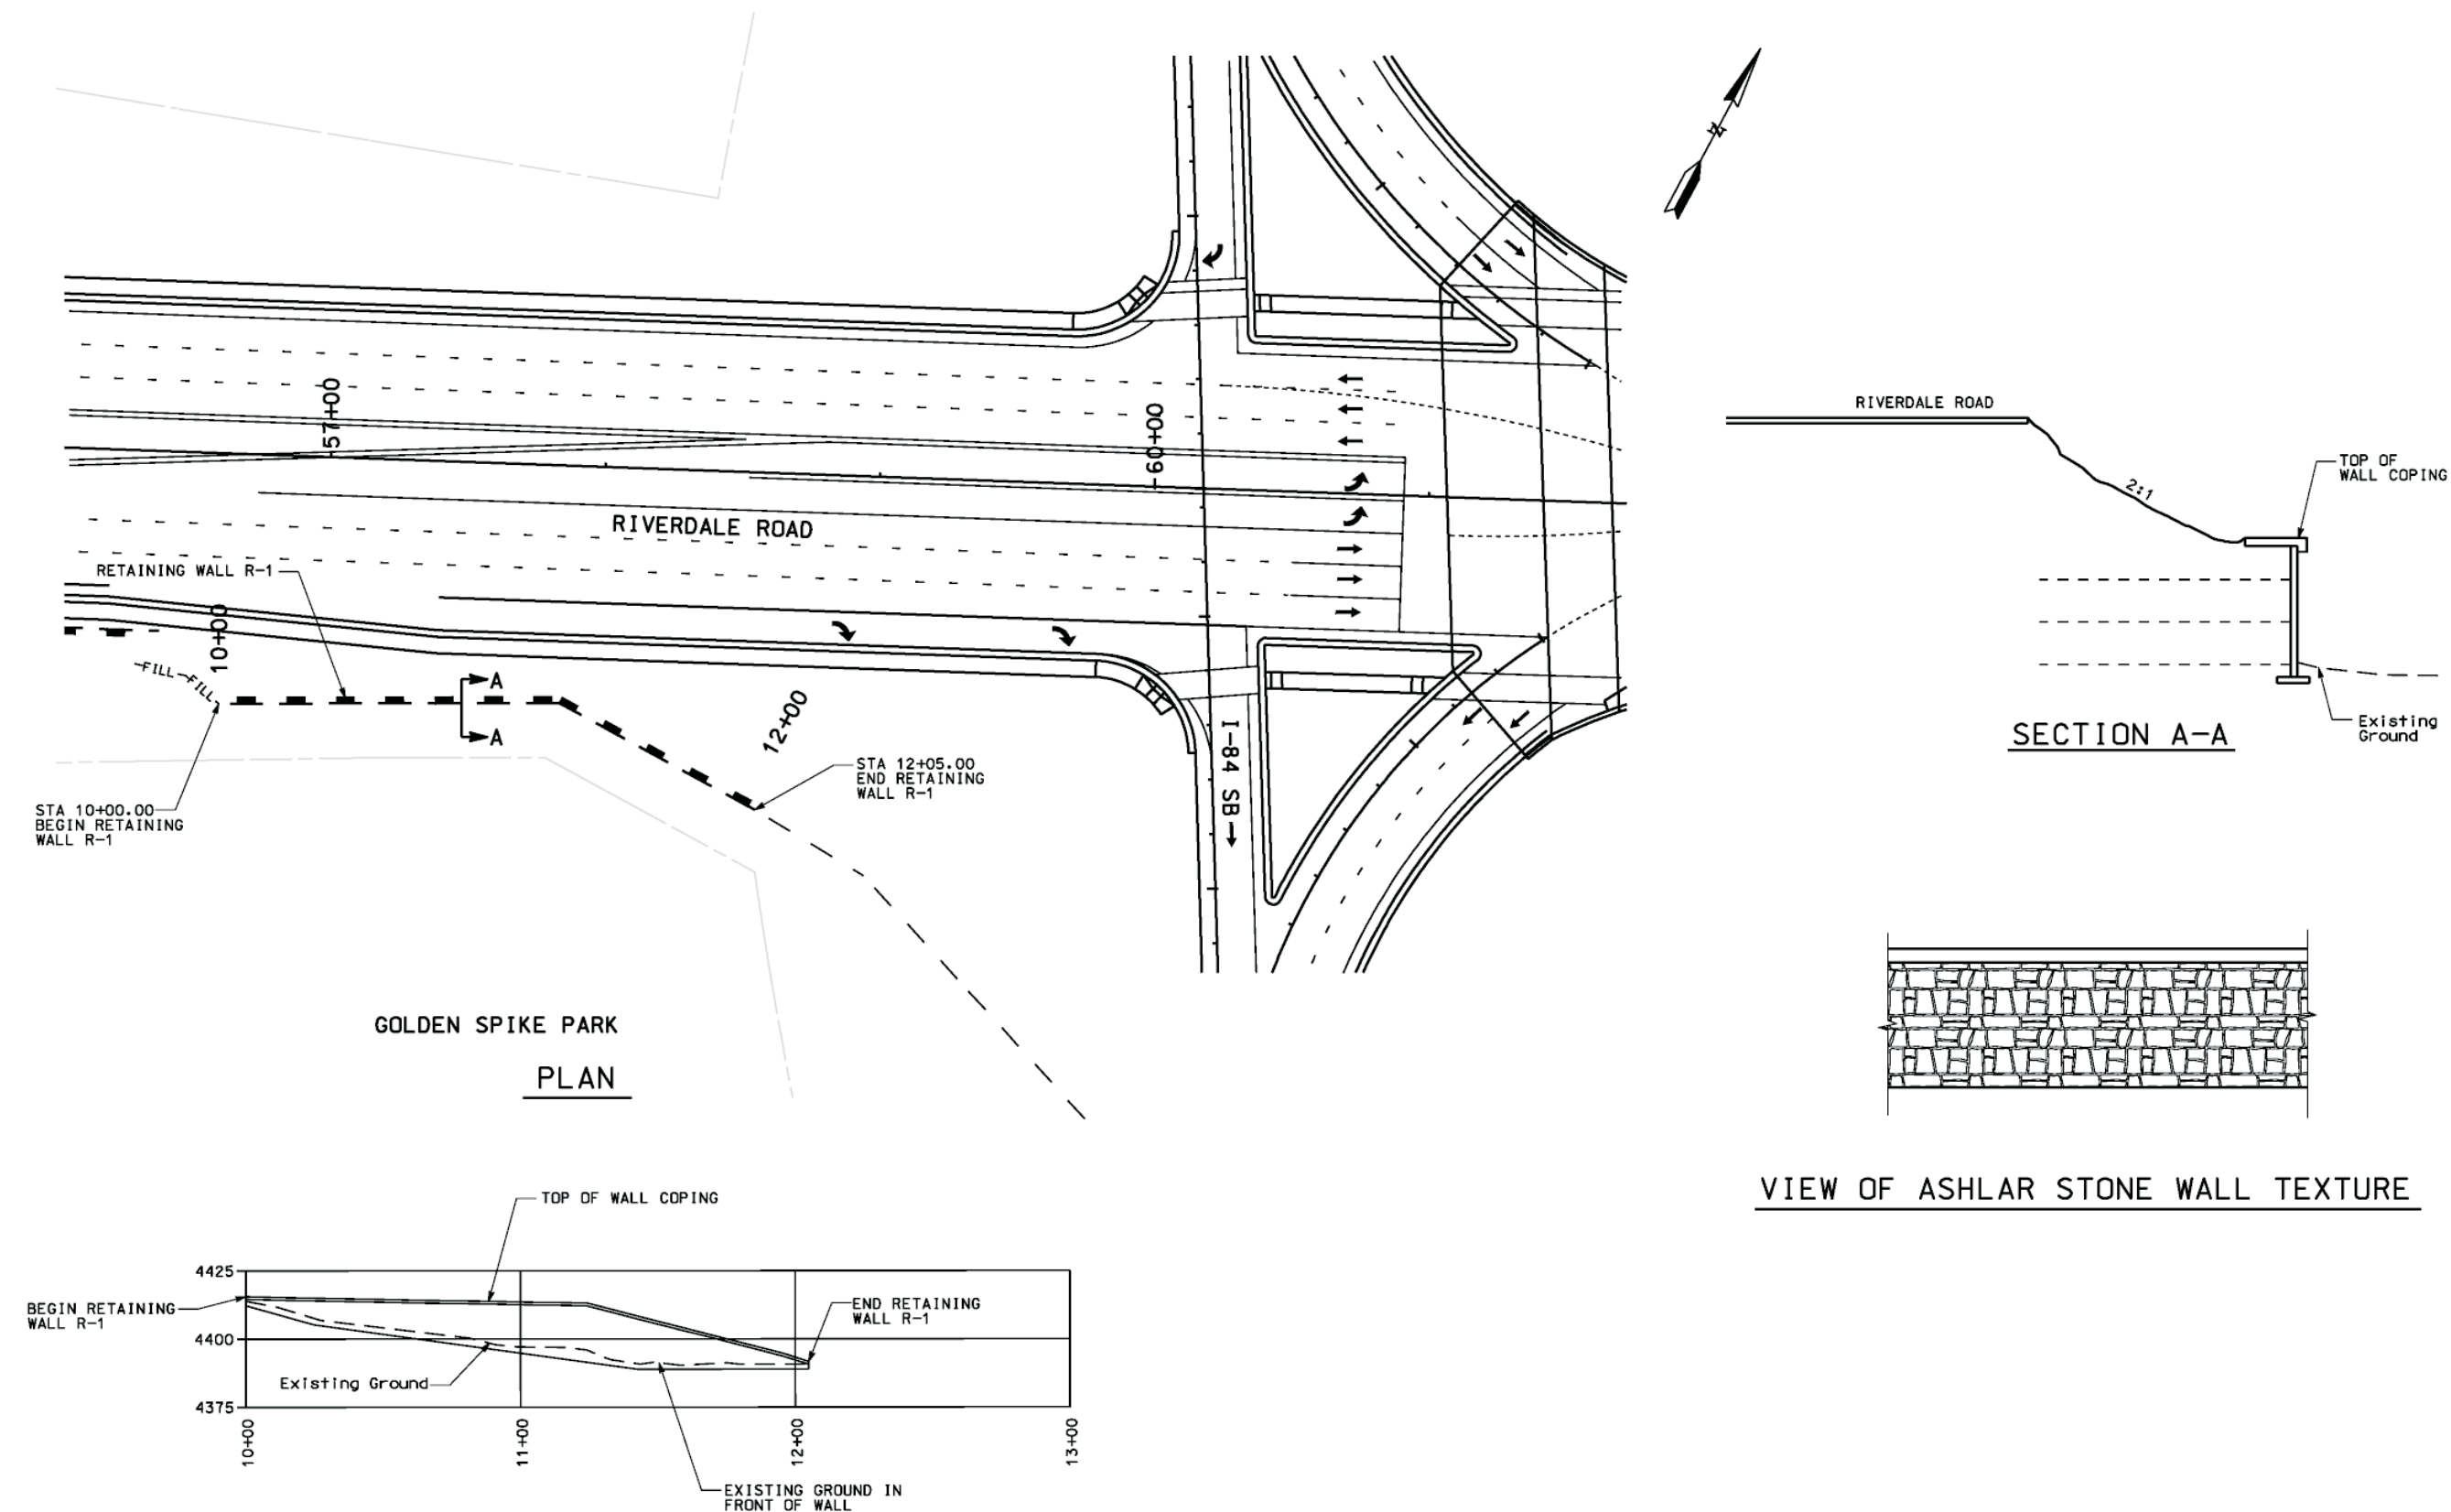 N
57+00
60+00
RIVERDALE ROAD
RETAINING WALL R-1
10+00
FILL
FILL
A
A
12+00
STA 12+05.00
END RETAINING
WALL R-1
STA 10+00.00
BEGIN RETAINING
WALL R-1
I-84 SB
GOLDEN SPIKE PARK
PLAN
RIVERDALE ROAD
TOP OF
WALL COPING
2:1
Existing
Ground
SECTION A-A
VIEW OF ASHLAR STONE WALL TEXTURE
TOP OF WALL COPING
4425
BEGIN RETAINING
WALL R-1
END RETAINING
WALL R-1
4400
Existing Ground
4375
10+00
11+00
12+00
13+00
EXISTING GROUND IN
FRONT OF WALL